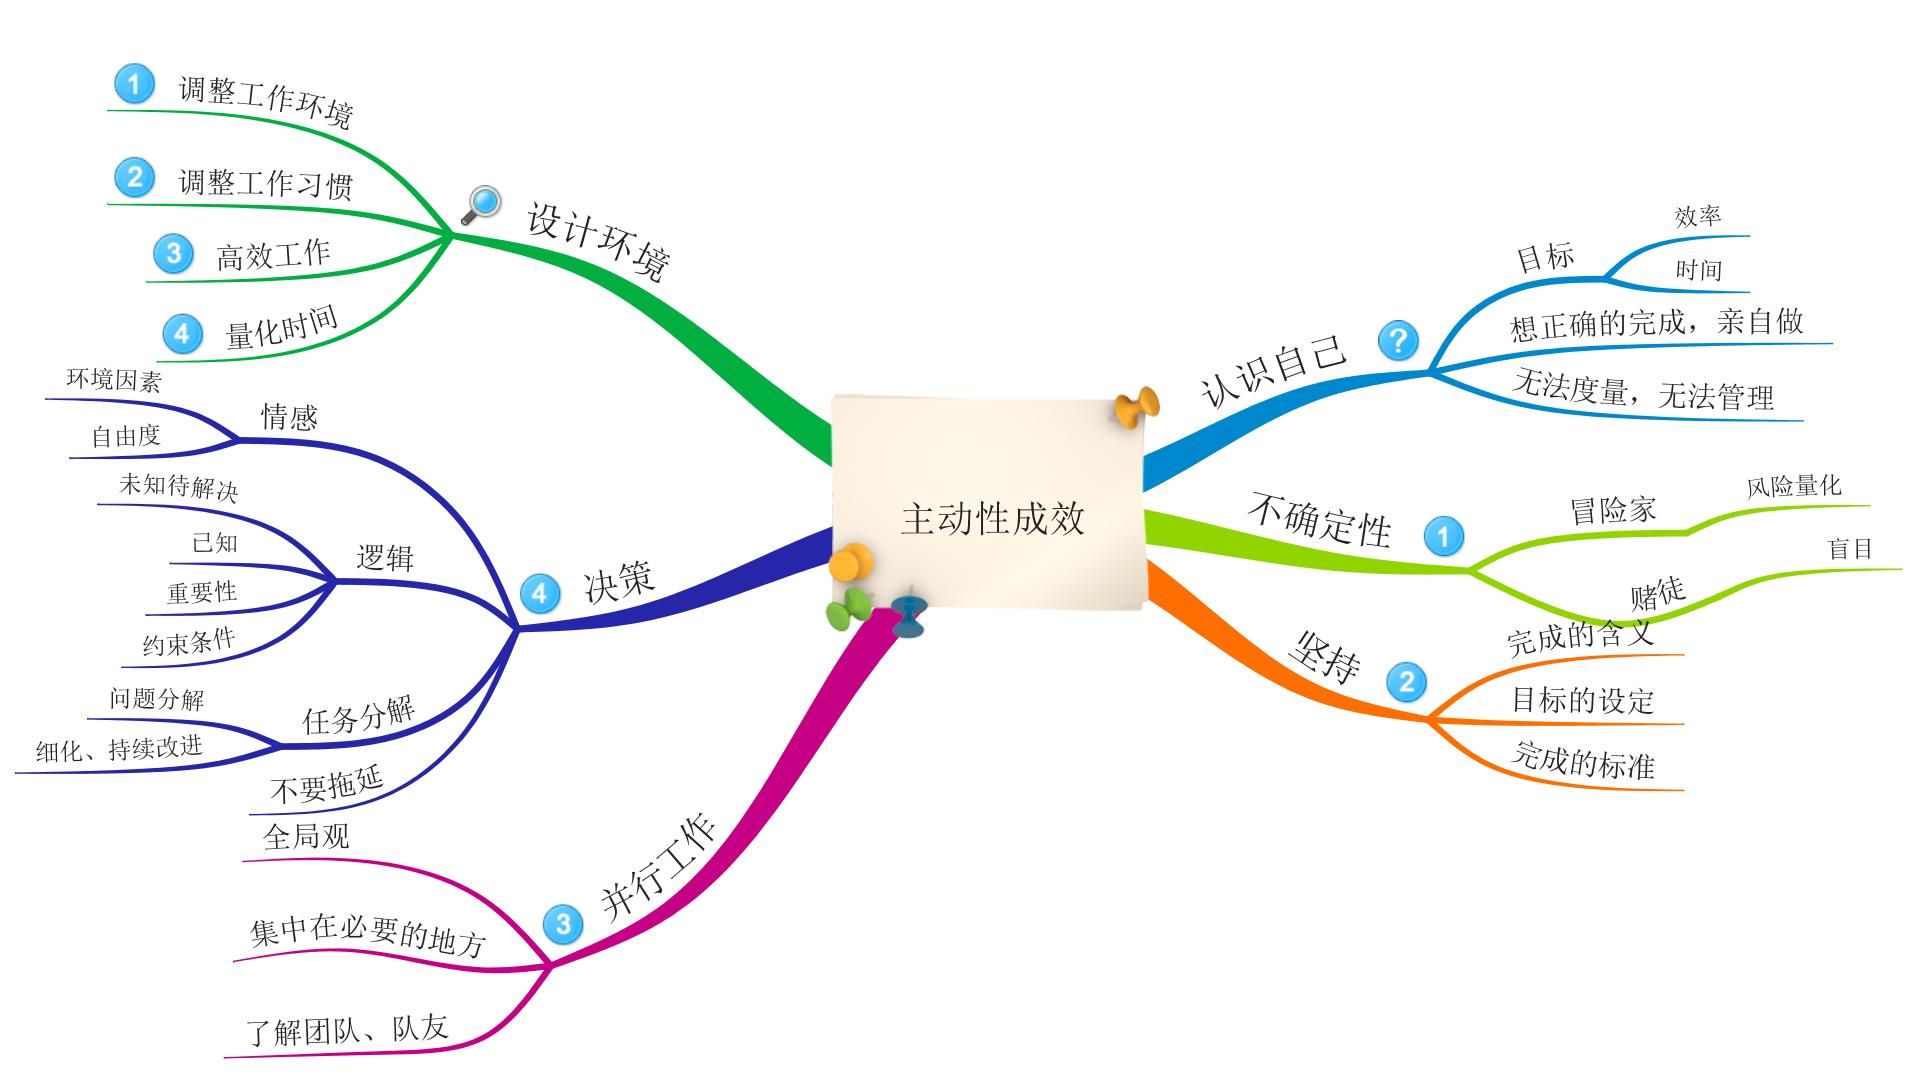 主动性成效
认识自己
?
目标
效率
时间
想正确的完成，亲自做
无法度量，无法管理
不确定性
1
冒险家
风险量化
赌徒
盲目
坚持
2
完成的含义
目标的设定
完成的标准
并行工作
3
全局观
集中在必要的地方
了解团队、队友
决策
4
情感
环境因素
自由度
逻辑
未知待解决
已知
重要性
约束条件
任务分解
问题分解
细化、持续改进
不要拖延
设计环境
1 调整工作环境
2 调整工作习惯
3 高效工作
4 量化时间